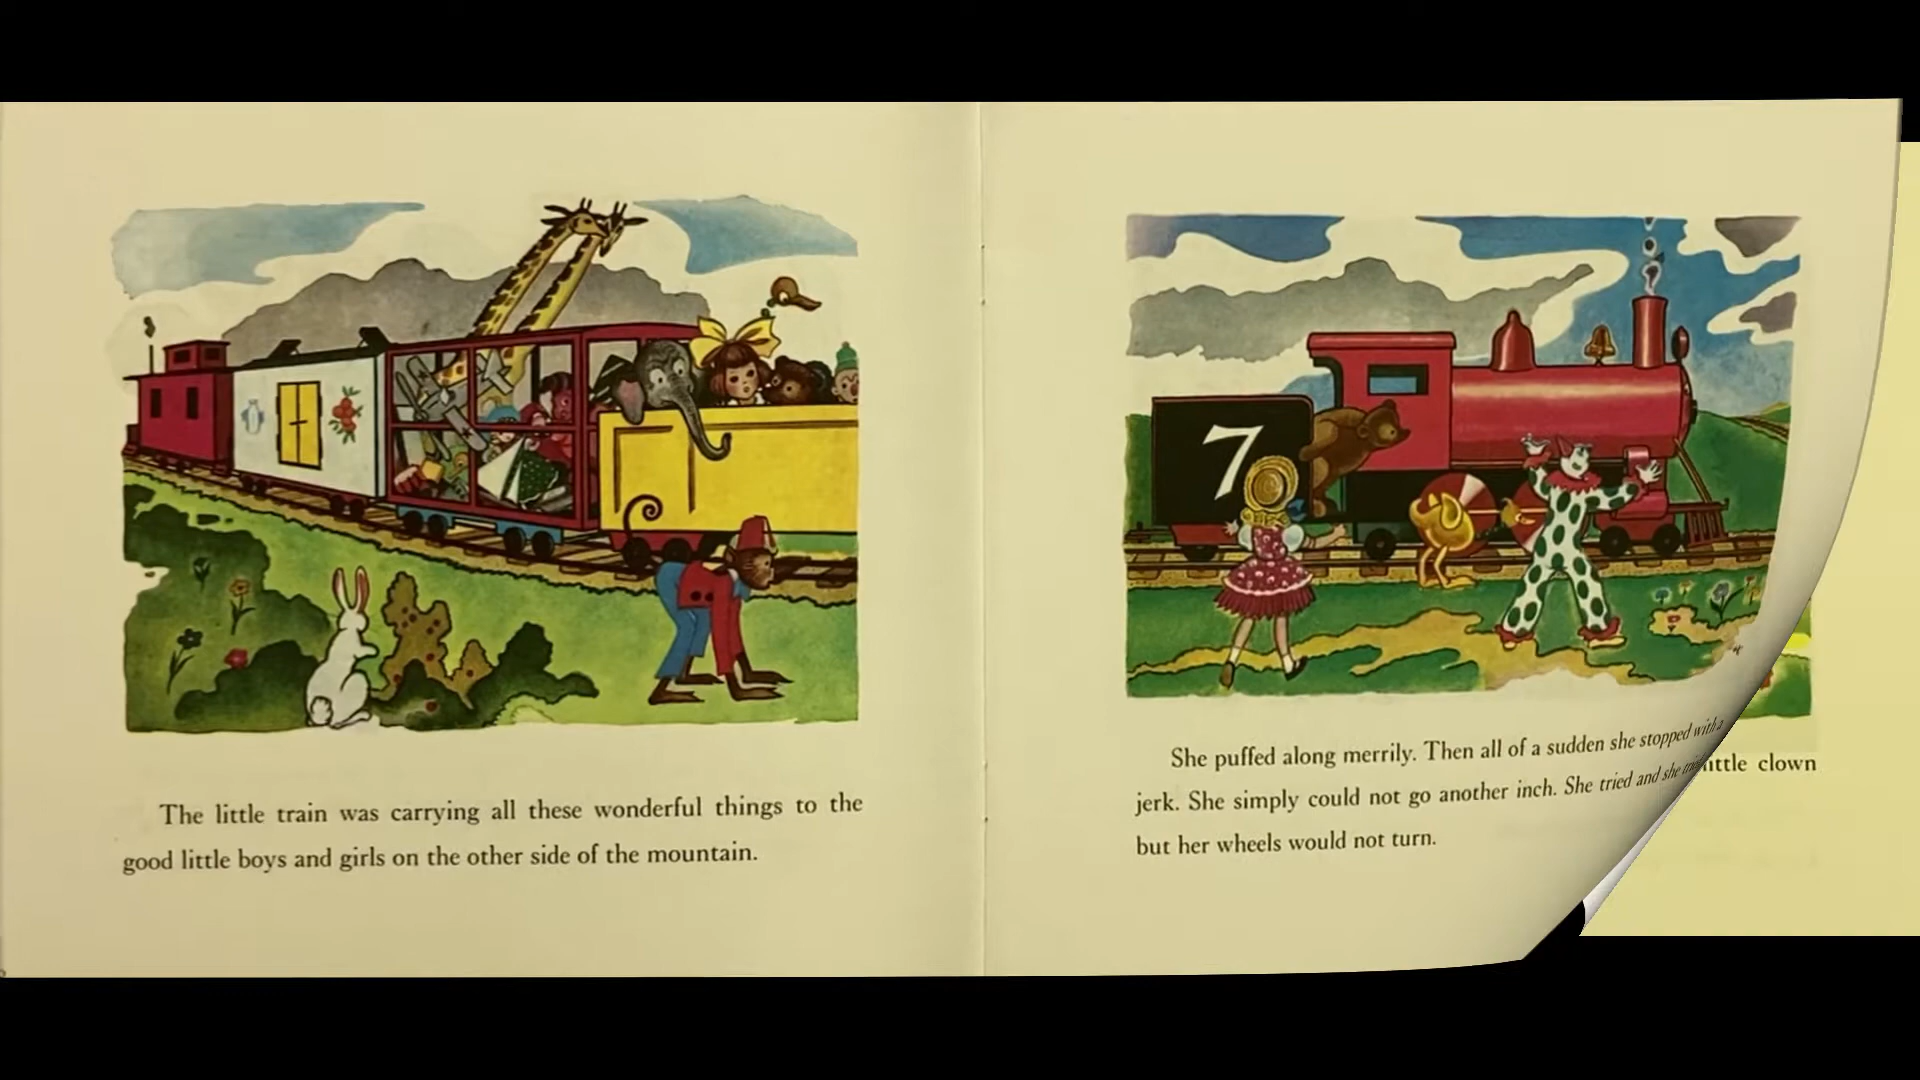 The little train was carrying all these wonderful things to the
good little boys and girls on the other side of the mountain.
7
She puffed along merrily. Then all of a sudden she stopped with a
jerk. She simply could not go another inch. She tried and she tried
but her wheels would not turn.
little clown